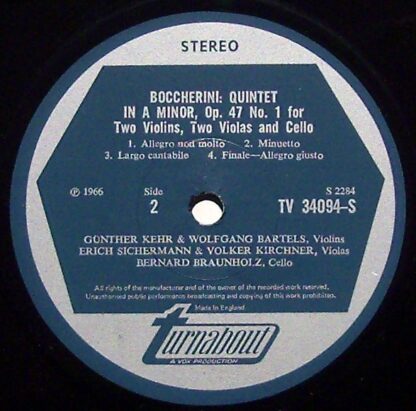 STEREO
BOCCHERINI: QUINTET
IN A MINOR, Op. 47 No. 1 for
Two Violins, Two Violas and Cello
1. Allegro non molto 2. Minuetto
3. Largo cantabile 4. Finale—Allegro giusto
℗ 1966 Side 2 S 2284 TV 34094-S
GÜNTHER KEHR & WOLFGANG BARTELS, Violins
ERICH SICHERMANN & VOLKER KIRCHNER, Violas
BERNARD BRAUNHOLZ, Cello
All rights of the manufacturer and of the owner of the recorded work reserved.
Unauthorised public performance broadcasting and copying of this work prohibited.
Made in England
turnabout
A VOX PRODUCTION